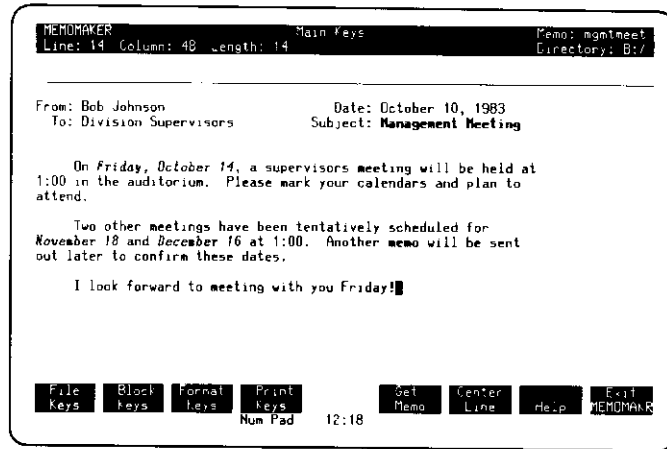 MEMOMAKER Main Keys Memo: mgmtmeet
Line: 14 Column: 48 Length: 14 Directory: B:/
From: Bob Johnson Date: October 10, 1983
To: Division Supervisors Subject: Management Meeting
On Friday, October 14, a supervisors meeting will be held at
1:00 in the auditorium. Please mark your calendars and plan to
attend.
Two other meetings have been tentatively scheduled for
November 18 and December 16 at 1:00. Another memo will be sent
out later to confirm these dates.
I look forward to meeting with you Friday!
File Block Format Print Get Center Exit
Keys Keys Keys Keys Memo Line Help MEMOMAKR
Num Pad 12:18